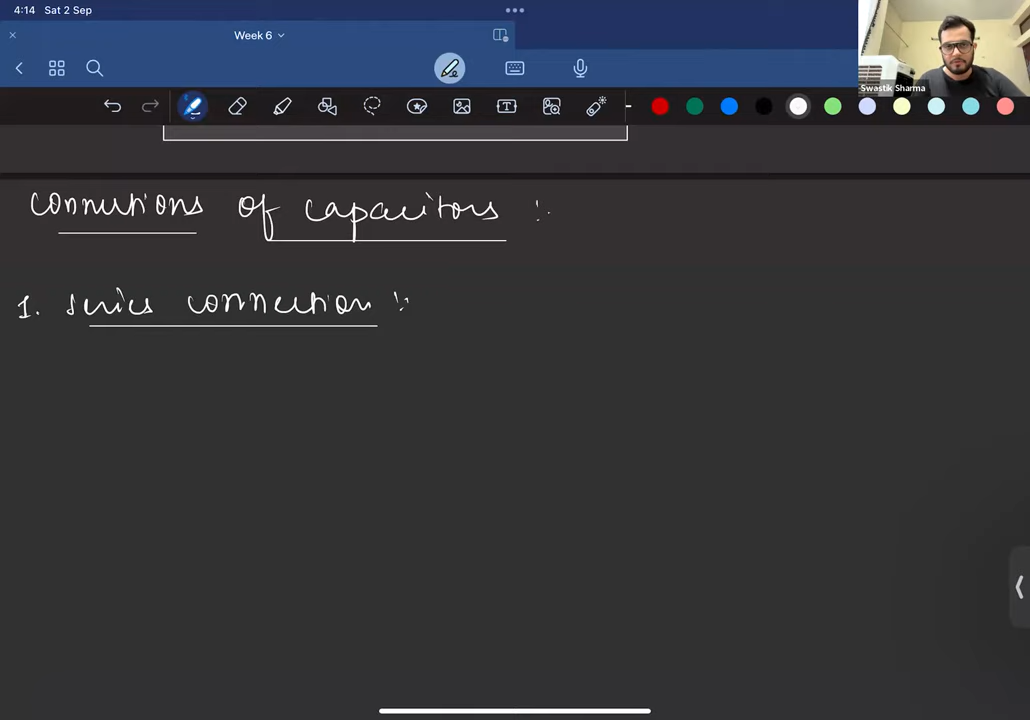 4:14 Sat 2 Sep
Week 6
Swastik Sharma
Connections of capacitors :-
1. Series connection :-